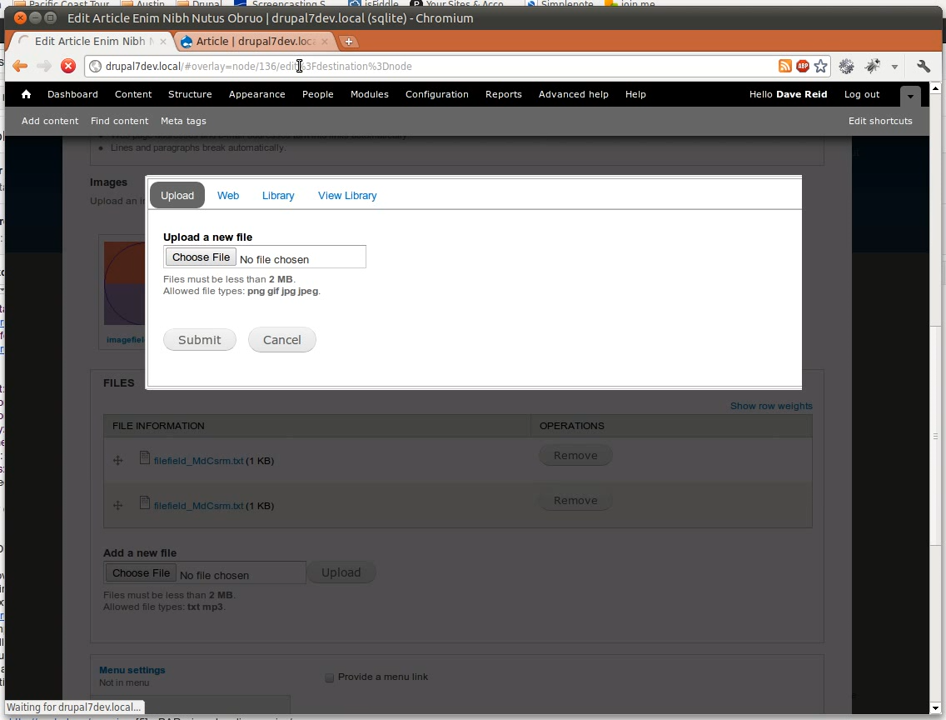 Edit Article Enim Nibh Nutus Obruo | drupal7dev.local (sqlite) - Chromium
Edit Article Enim Nibh N
Article | drupal7dev.loc
drupal7dev.local/#overlay=node/136/edit%3Fdestination%3Dnode
Dashboard Content Structure Appearance People Modules Configuration Reports Advanced help Help Hello Dave Reid Log out
Add content Find content Meta tags Edit shortcuts
Lines and paragraphs break automatically.
Images
Upload an i
Upload Web Library View Library
Upload a new file
Choose File No file chosen
Files must be less than 2 MB.
Allowed file types: png gif jpg jpeg.
Submit Cancel
imagefiel
FILES
Show row weights
FILE INFORMATION OPERATIONS
filefield_MdCsrm.txt (1 KB) Remove
filefield_MdCsrm.txt (1 KB) Remove
Add a new file
Choose File No file chosen Upload
Files must be less than 2 MB.
Allowed file types: txt mp3.
Menu settings
Not in menu
Provide a menu link
Waiting for drupal7dev.local...